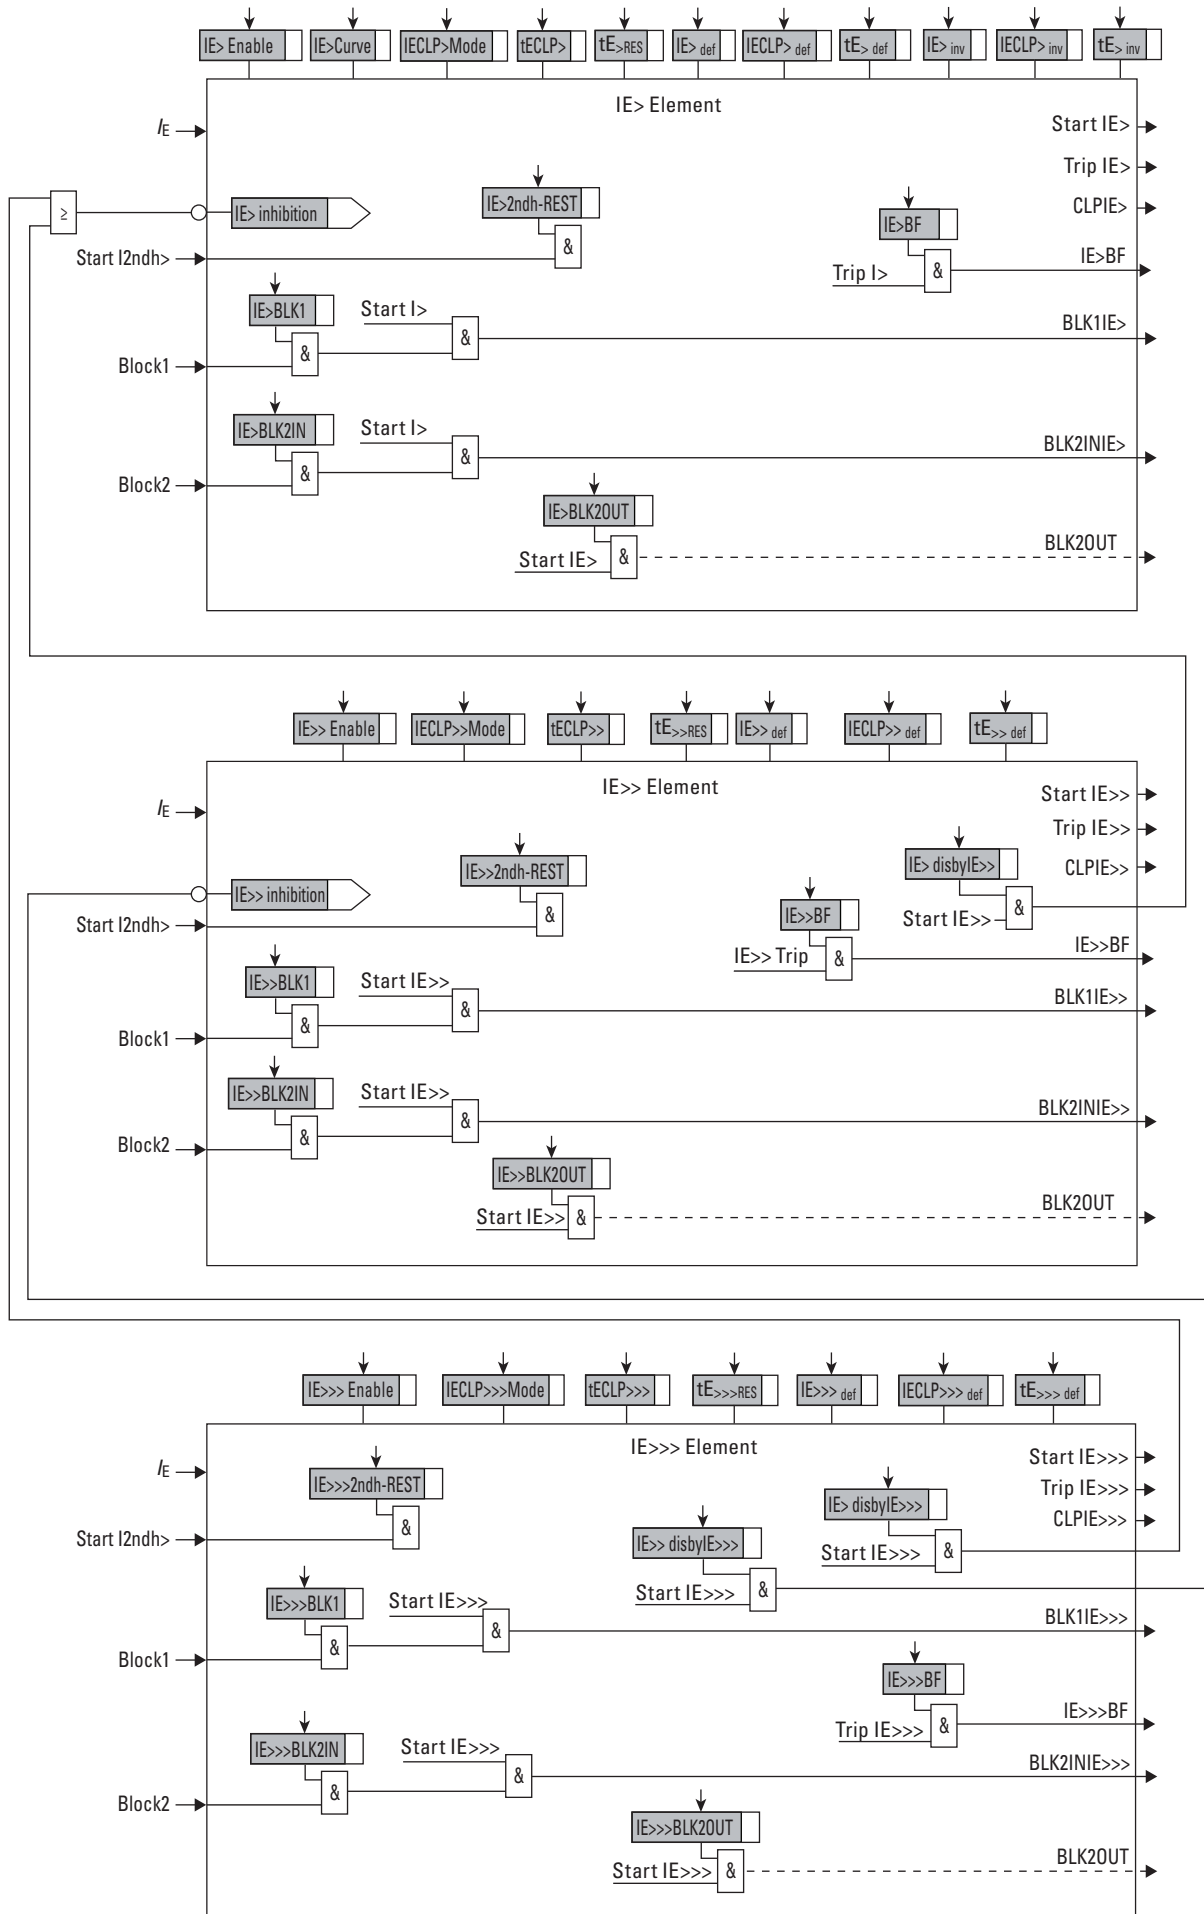 IE> Enable
IE>Curve
IECLP>Mode
tECLP>
tE>RES
IE> def
IECLP> def
tE> def
IE> inv
IECLP> inv
tE> inv
IE> Element
IE
Start IE>
Trip IE>
IE>2ndh-REST
≥
IE> inhibition
CLPIE>
IE>BF
&
Start I2ndh>
IE>BF
Trip I>
&
IE>BLK1
Start I>
BLK1IE>
&
&
Block1
IE>BLK2IN
Start I>
BLK2INIE>
&
&
Block2
IE>BLK2OUT
BLK2OUT
Start IE>
&
IE>> Enable
IECLP>>Mode
tECLP>>
tE>>RES
IE>> def
IECLP>> def
tE>> def
IE>> Element
Start IE>>
IE
Trip IE>>
IE>>2ndh-REST
IE> disbyIE>>
CLPIE>>
IE>> inhibition
&
IE>>BF
&
Start I2ndh>
Start IE>>
IE>>BF
IE>> Trip
&
IE>>BLK1
Start IE>>
BLK1IE>>
&
&
Block1
IE>>BLK2IN
Start IE>>
BLK2INIE>>
&
&
Block2
IE>>BLK2OUT
BLK2OUT
Start IE>>
&
IE>>> Enable
IECLP>>>Mode
tECLP>>>
tE>>>RES
IE>>> def
IECLP>>> def
tE>>> def
IE>>> Element
Start IE>>>
IE
IE>>>2ndh-REST
Trip IE>>>
IE> disbyIE>>>
CLPIE>>>
&
Start I2ndh>
IE>> disbyIE>>>
Start IE>>>
&
Start IE>>>
&
IE>>>BLK1
Start IE>>>
BLK1IE>>>
&
&
Block1
IE>>>BF
IE>>>BF
Trip IE>>>
&
IE>>>BLK2IN
Start IE>>>
BLK2INIE>>>
&
&
Block2
IE>>>BLK2OUT
BLK2OUT
Start IE>>>
&